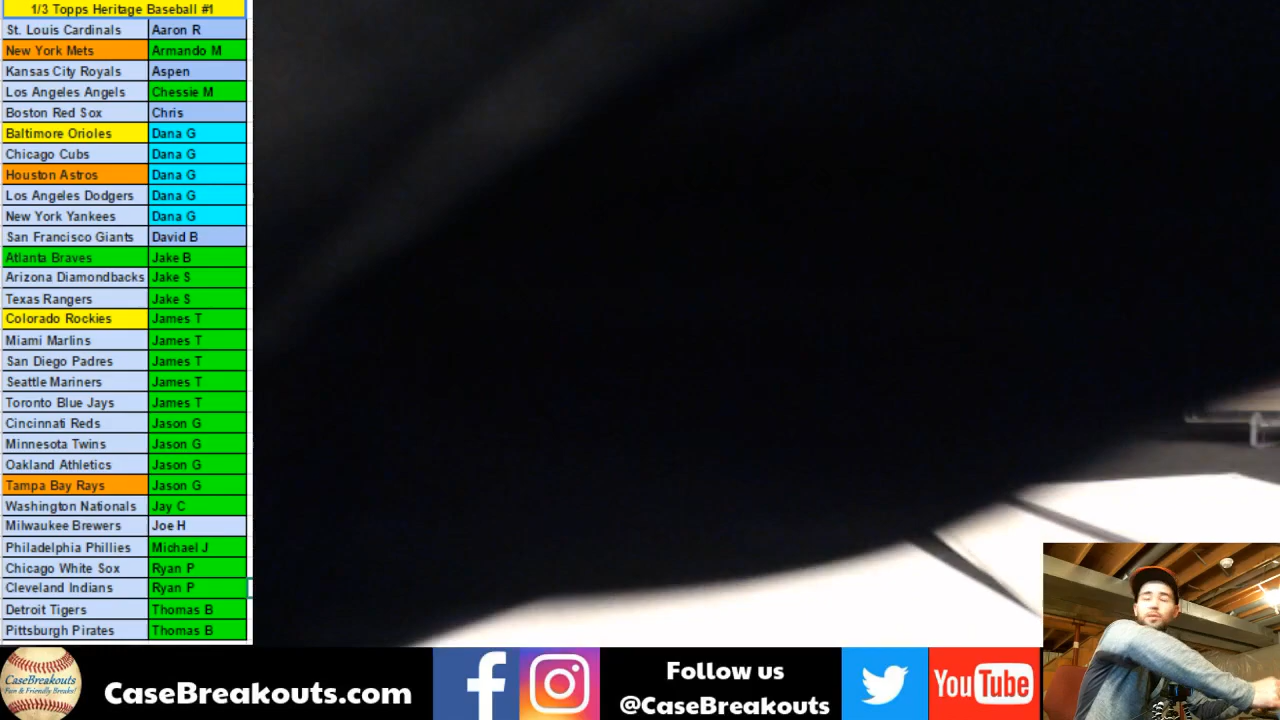 1/3 Topps Heritage Baseball #1
St. Louis Cardinals Aaron R
New York Mets Armando M
Kansas City Royals Aspen
Los Angeles Angels Chessie M
Boston Red Sox Chris
Baltimore Orioles Dana G
Chicago Cubs Dana G
Houston Astros Dana G
Los Angeles Dodgers Dana G
New York Yankees Dana G
San Francisco Giants David B
Atlanta Braves Jake B
Arizona Diamondbacks Jake S
Texas Rangers Jake S
Colorado Rockies James T
Miami Marlins James T
San Diego Padres James T
Seattle Mariners James T
Toronto Blue Jays James T
Cincinnati Reds Jason G
Minnesota Twins Jason G
Oakland Athletics Jason G
Tampa Bay Rays Jason G
Washington Nationals Jay C
Milwaukee Brewers Joe H
Philadelphia Phillies Michael J
Chicago White Sox Ryan P
Cleveland Indians Ryan P
Detroit Tigers Thomas B
Pittsburgh Pirates Thomas B
CaseBreakouts
Fun & Friendly Breaks!
CaseBreakouts.com
Follow us
@CaseBreakouts
YouTube